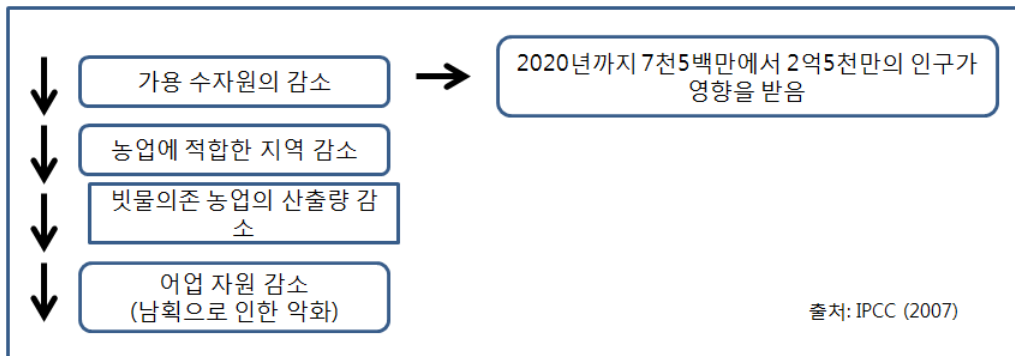 가용 수자원의 감소
2020년까지 7천5백만에서 2억5천만의 인구가
영향을 받음
농업에 적합한 지역 감소
빗물의존 농업의 산출량 감
소
어업 자원 감소
(남획으로 인한 악화)
출처: IPCC (2007)